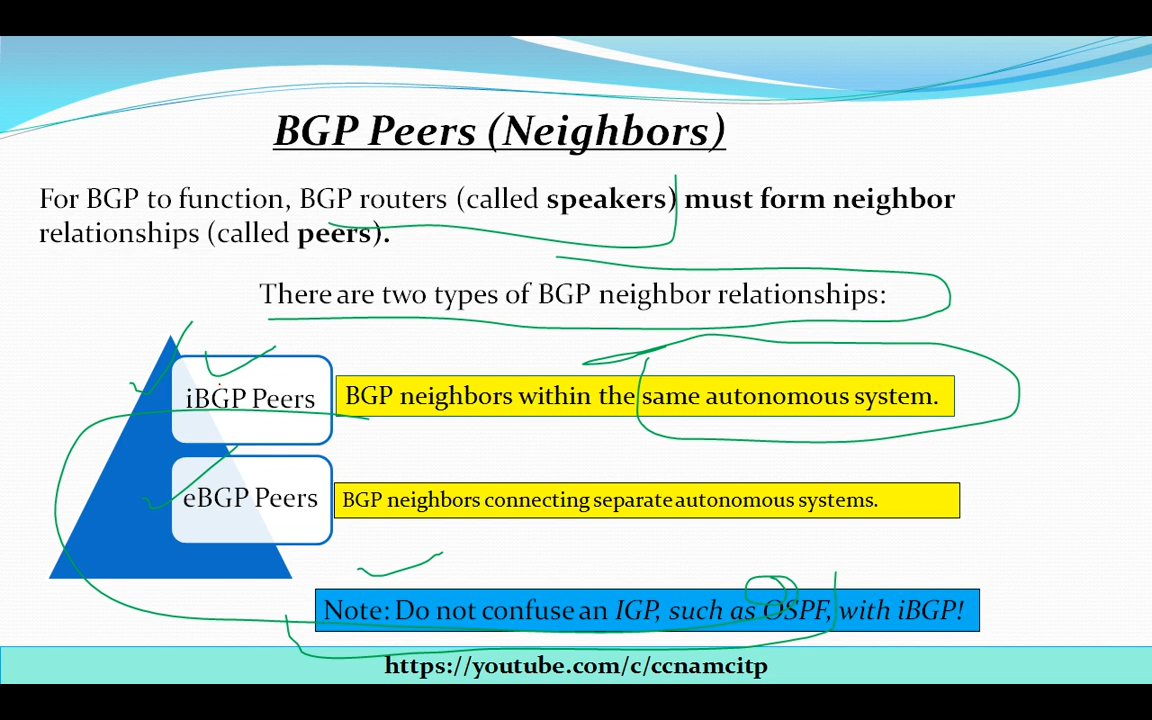 BGP Peers (Neighbors)
For BGP to function, BGP routers (called speakers) must form neighbor
relationships (called peers).
There are two types of BGP neighbor relationships:
iBGP Peers
BGP neighbors within the same autonomous system.
eBGP Peers
BGP neighbors connecting separate autonomous systems.
Note: Do not confuse an IGP, such as OSPF, with iBGP!
https://youtube.com/c/ccnamcitp